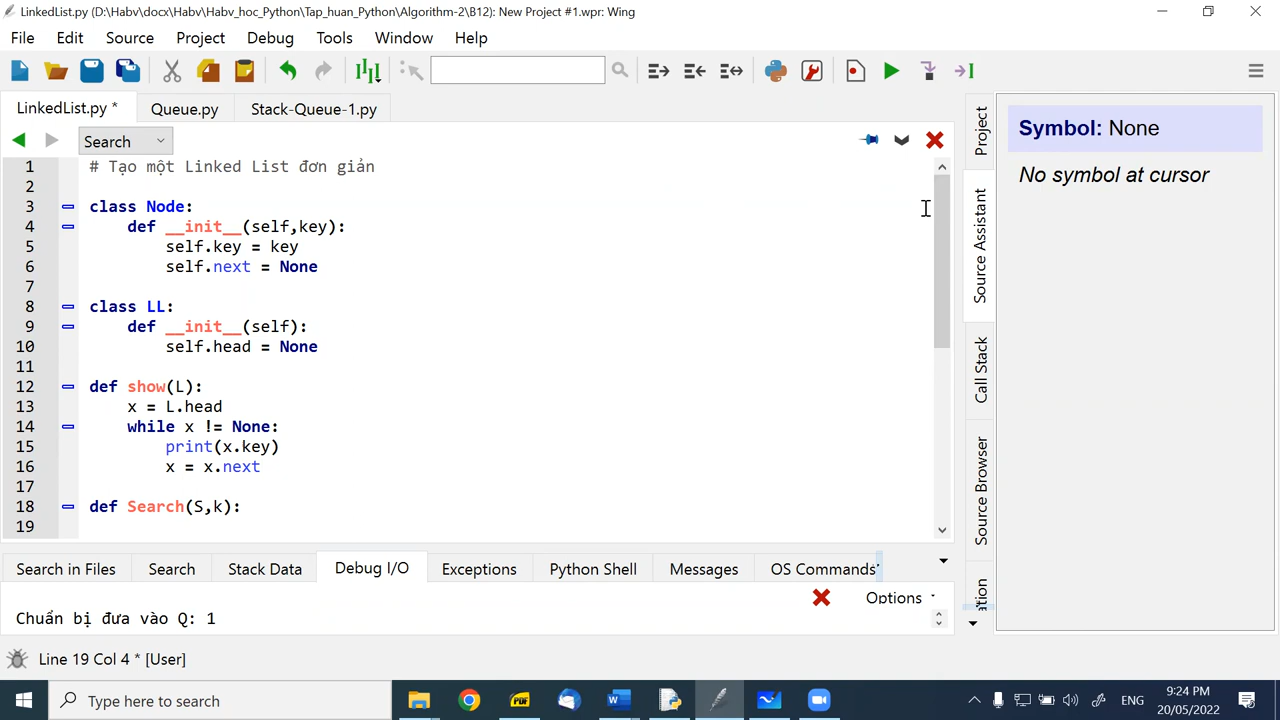 LinkedList.py (D:\Habv\docx\Habv\Habv_hoc_Python\Tap_huan_Python\Algorithm-2\B12): New Project #1.wpr: Wing
File Edit Source Project Debug Tools Window Help
LinkedList.py * Queue.py Stack-Queue-1.py
Search
1 # Tạo một Linked List đơn giản
2
3 class Node:
4 def __init__(self,key):
5 self.key = key
6 self.next = None
7
8 class LL:
9 def __init__(self):
10 self.head = None
11
12 def show(L):
13 x = L.head
14 while x != None:
15 print(x.key)
16 x = x.next
17
18 def Search(S,k):
19
Project
Source Assistant
Call Stack
Source Browser
Symbol: None
No symbol at cursor
Search in Files Search Stack Data Debug I/O Exceptions Python Shell Messages OS Commands
Options
Chuẩn bị đưa vào Q: 1
Line 19 Col 4 * [User]
Type here to search
PDF
ENG
9:24 PM
20/05/2022